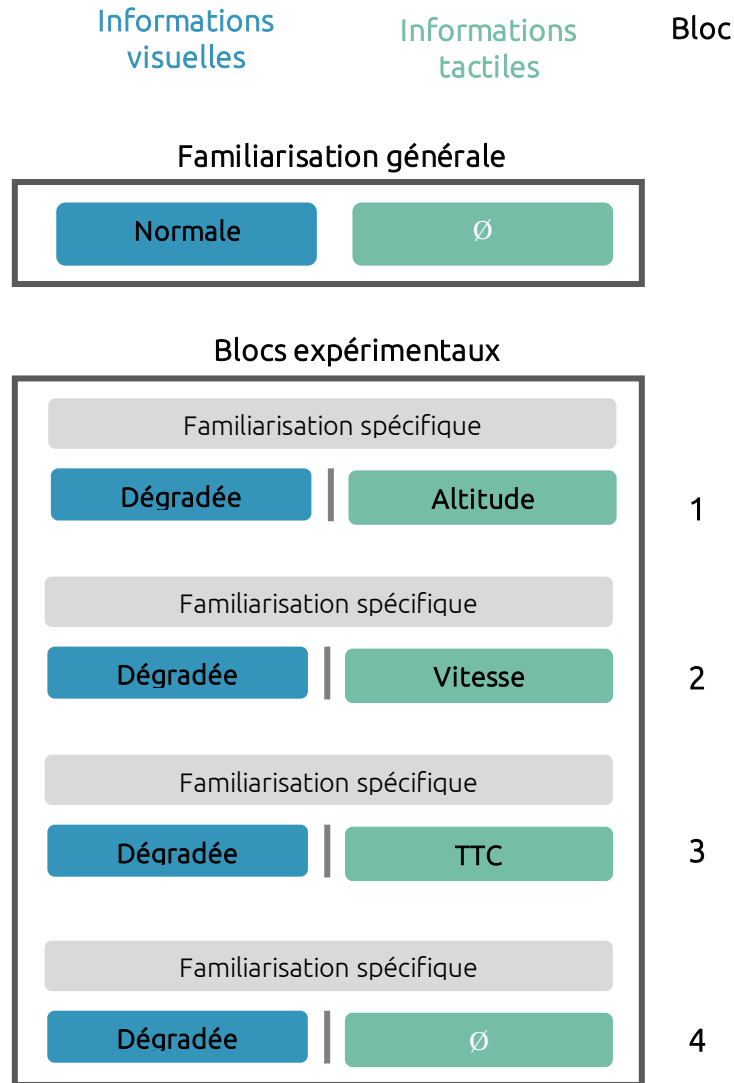 Informations
visuelles
Informations
tactiles
Bloc
Familiarisation générale
Normale
Ø
Blocs expérimentaux
Familiarisation spécifique
Dégradée
Altitude
1
Familiarisation spécifique
Dégradée
Vitesse
2
Familiarisation spécifique
Dégradée
TTC
3
Familiarisation spécifique
Dégradée
Ø
4